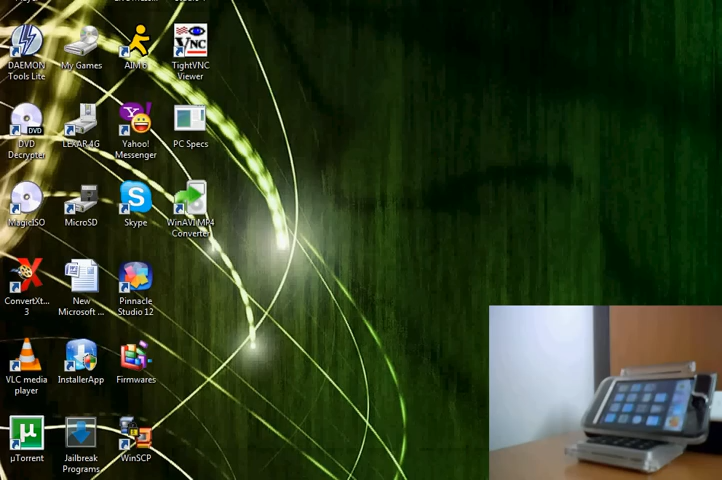 DAEMON
Tools Lite
My Games
AIM 6
VNC
TightVNC
Viewer
DVD
DVD
Decrypter
LEXAR 4G
Yahoo!
Messenger
PC Specs
MagicISO
MicroSD
Skype
WinAVI MP4
Converter
ConvertXt...
3
New
Microsoft ...
Pinnacle
Studio 12
VLC media
player
InstallerApp
Firmwares
µTorrent
Jailbreak
Programs
WinSCP